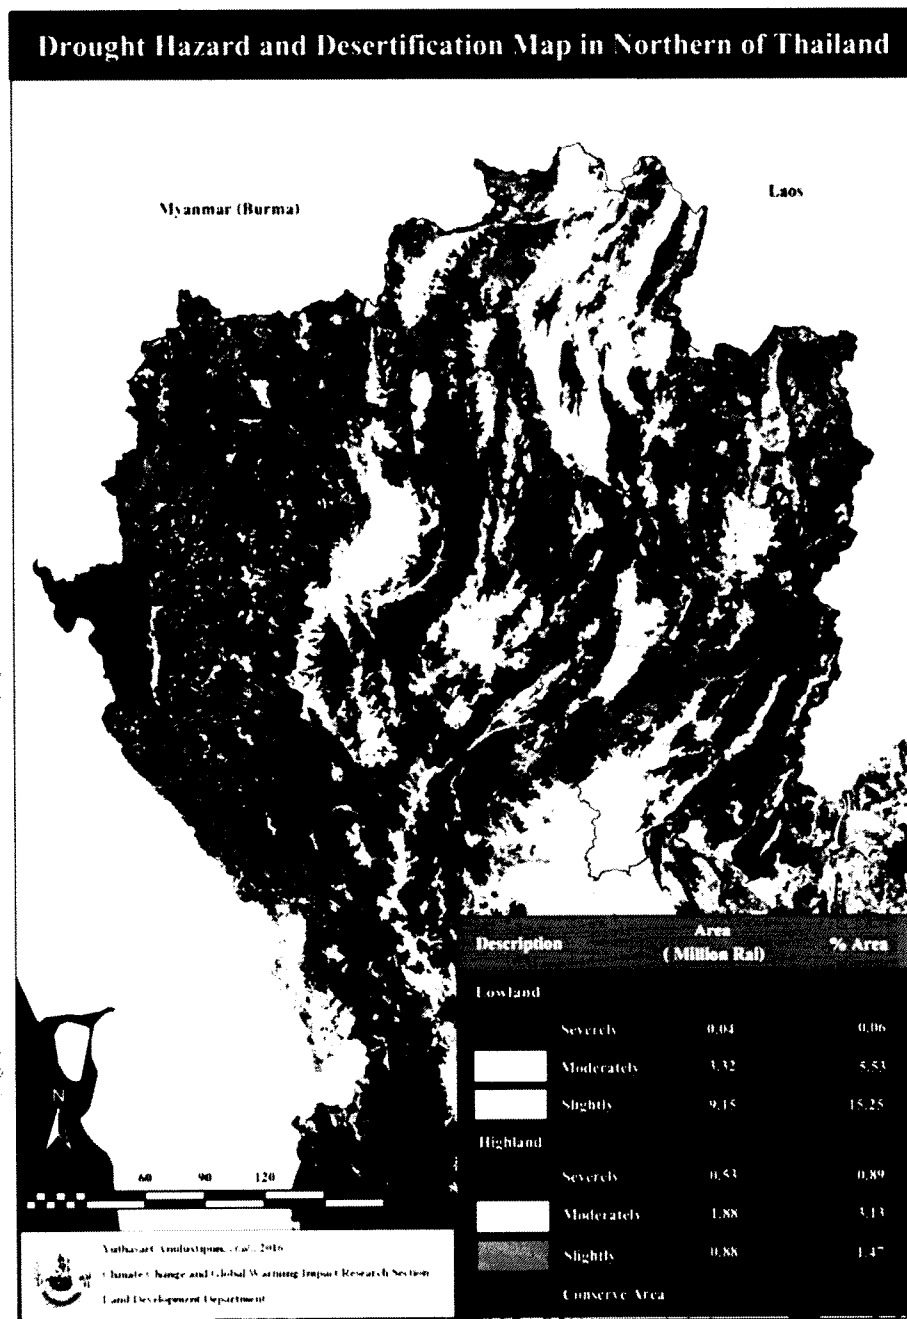 Drought Hazard and Desertification Map in Northern of Thailand
Myanmar (Burma)
Laos
Description Area ( Million Rai) % Area
Lowland
Severely 0.04 0.06
Moderately 3.32 5.53
Slightly 9.15 15.25
Highland
Severely 0.53 0.89
Moderately 1.88 3.13
Slightly 0.88 1.47
Conserve Area
N
60 90 120
2016
Climate Change and Global Warming Impact Research Section
Land Development Department